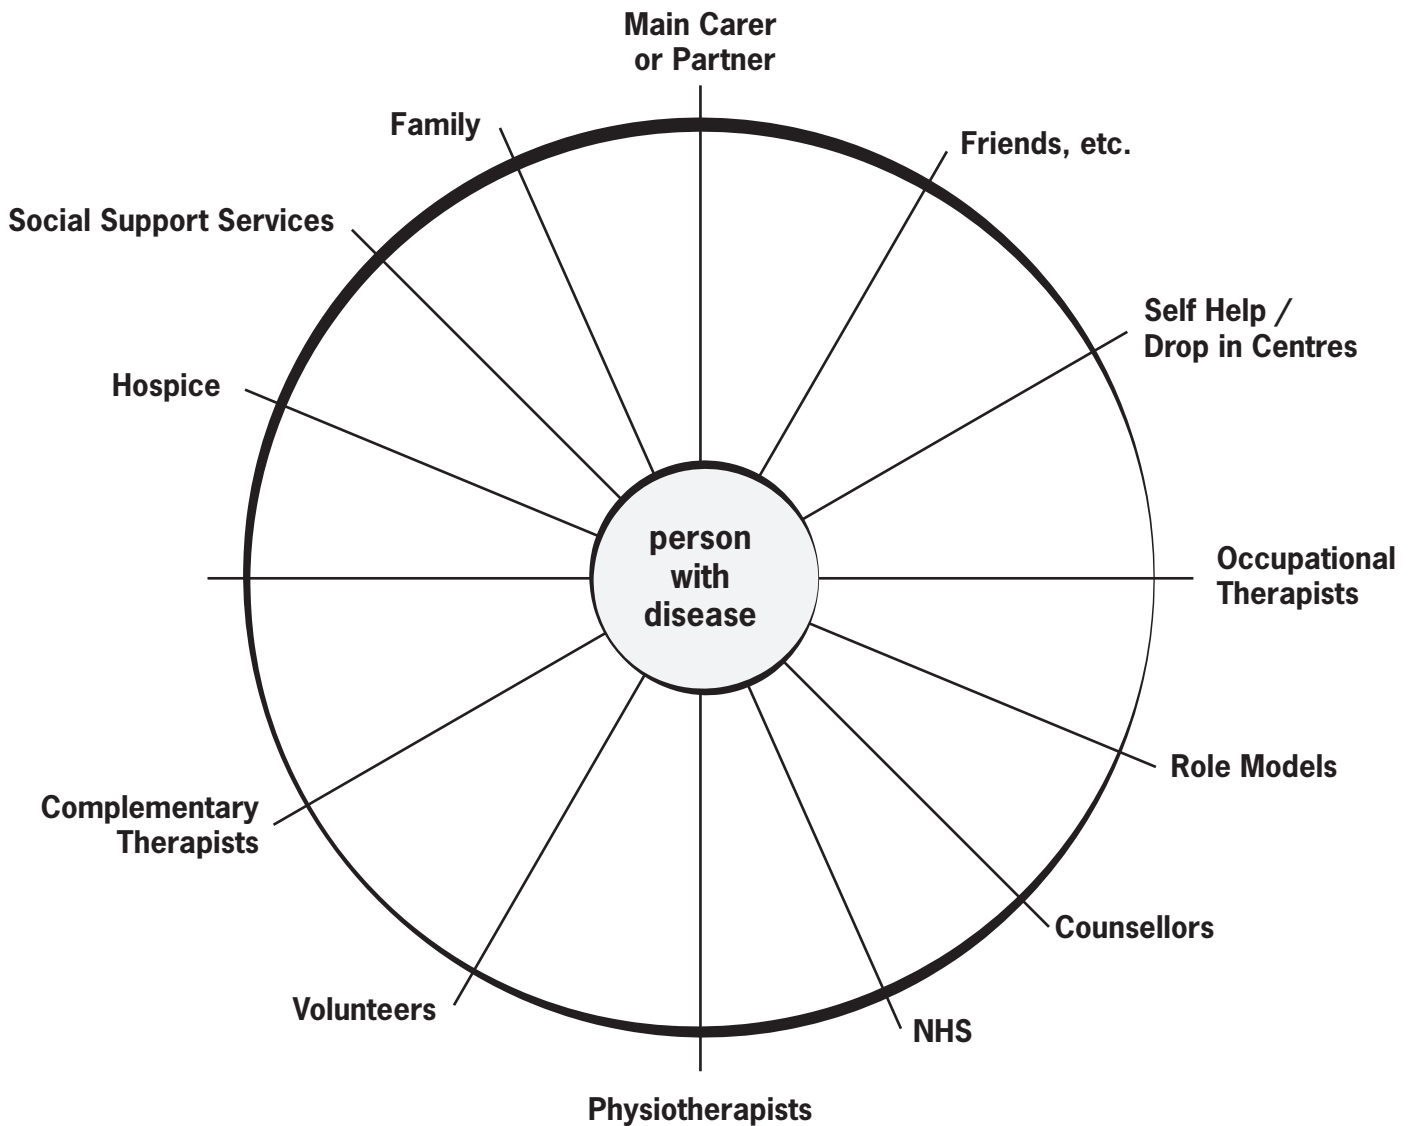 Main Carer
or Partner
Family
Friends, etc.
Social Support Services
Self Help /
Drop in Centres
Hospice
person
with
disease
Occupational
Therapists
Role Models
Complementary
Therapists
Counsellors
Volunteers
NHS
Physiotherapists